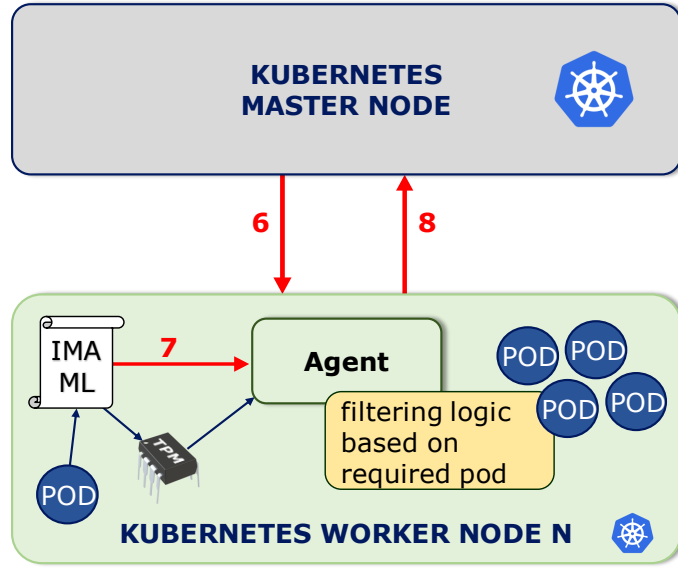 KUBERNETES
MASTER NODE
6
8
IMA
ML
7
Agent
POD
POD
POD
POD
filtering logic
based on
required pod
TPM
POD
KUBERNETES WORKER NODE N